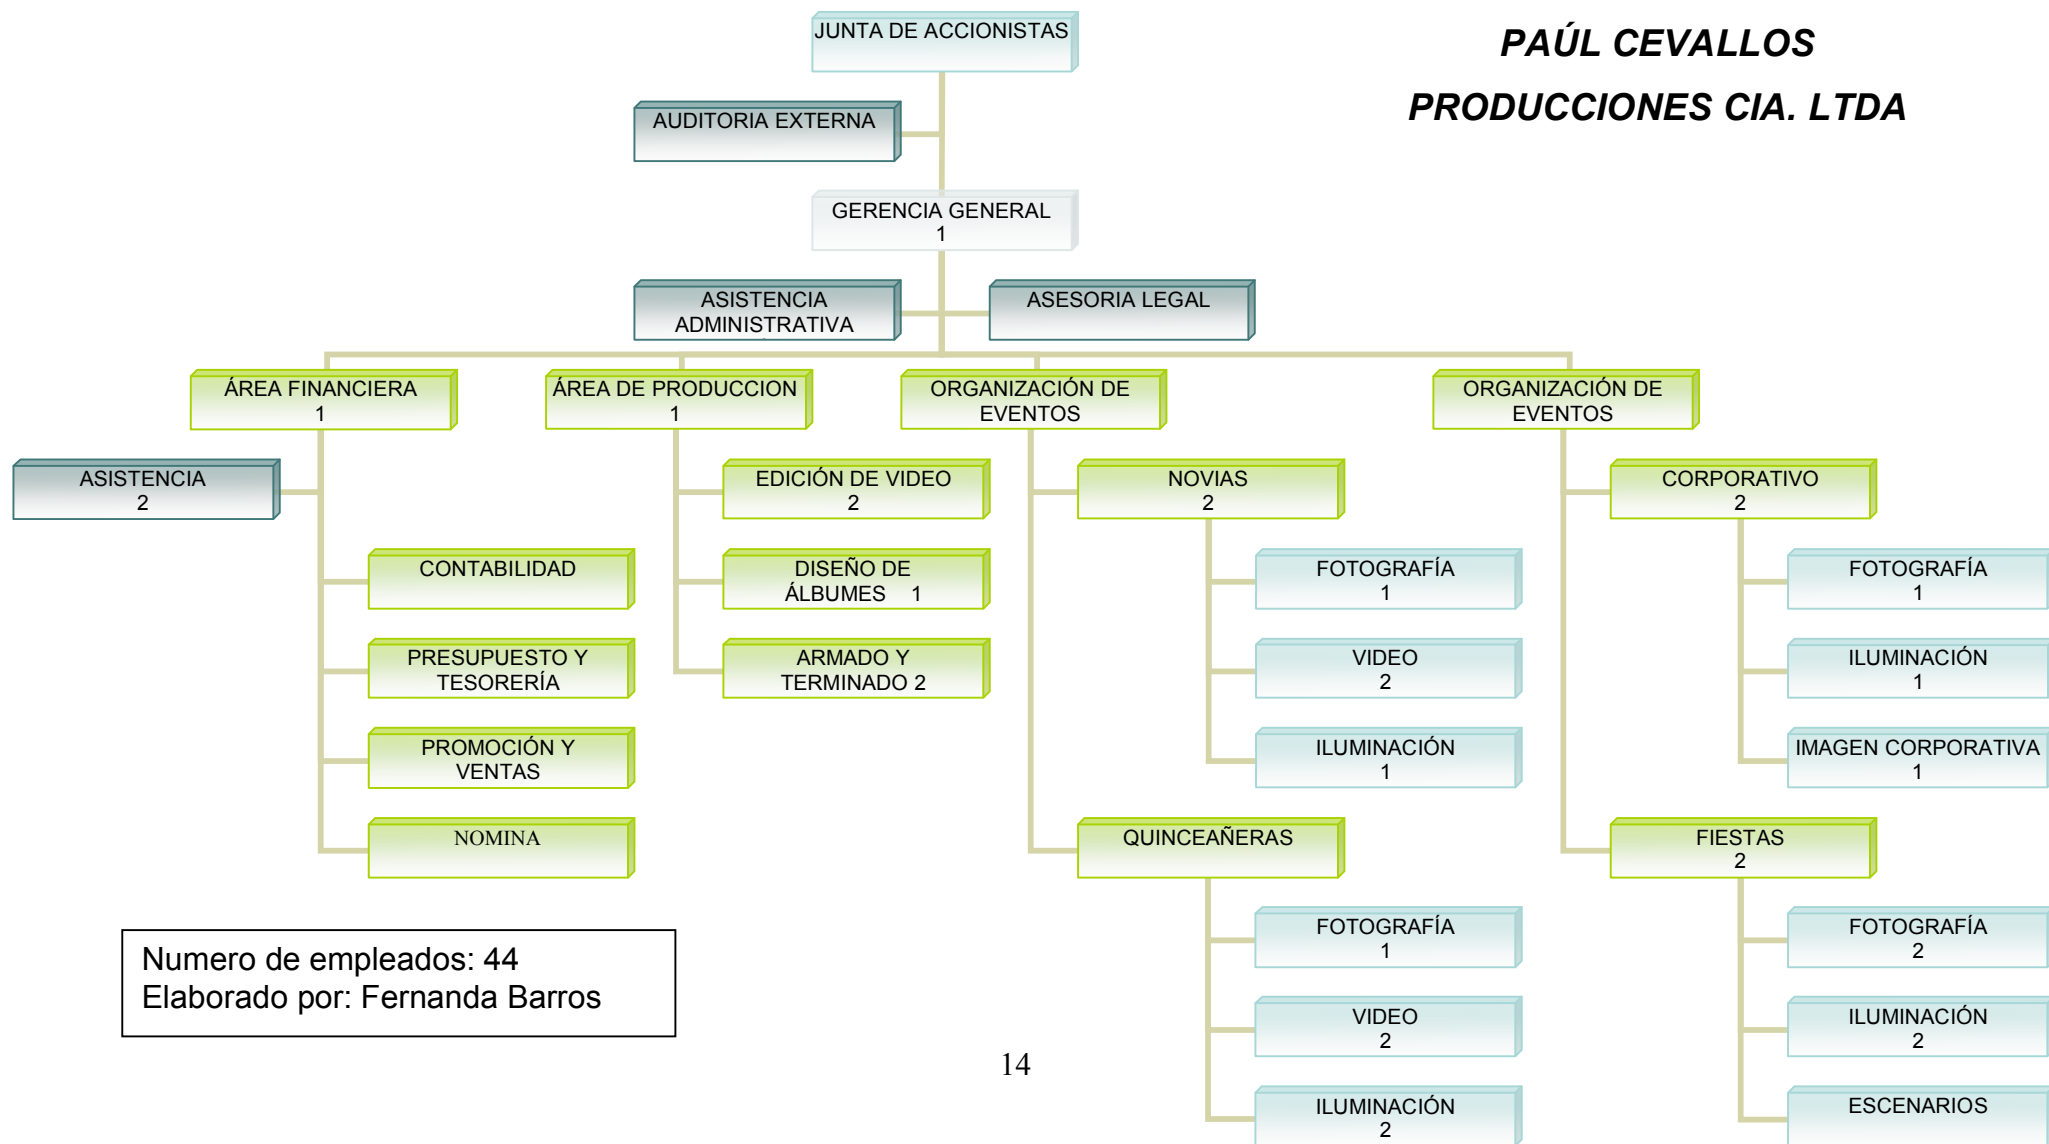 JUNTA DE ACCIONISTAS
PAÚL CEVALLOS
PRODUCCIONES CIA. LTDA
AUDITORIA EXTERNA
GERENCIA GENERAL
1
ASISTENCIA
ADMINISTRATIVA
ASESORIA LEGAL
ÁREA FINANCIERA
1
ÁREA DE PRODUCCION
1
ORGANIZACIÓN DE
EVENTOS
ORGANIZACIÓN DE
EVENTOS
ASISTENCIA
2
CONTABILIDAD
PRESUPUESTO Y
TESORERÍA
PROMOCIÓN Y
VENTAS
NOMINA
EDICIÓN DE VIDEO
2
DISEÑO DE
ÁLBUMES 1
ARMADO Y
TERMINADO 2
NOVIAS
2
FOTOGRAFÍA
1
VIDEO
2
ILUMINACIÓN
1
QUINCEAÑERAS
FOTOGRAFÍA
1
VIDEO
2
ILUMINACIÓN
2
CORPORATIVO
2
FOTOGRAFÍA
1
ILUMINACIÓN
1
IMAGEN CORPORATIVA
1
FIESTAS
2
FOTOGRAFÍA
2
ILUMINACIÓN
2
ESCENARIOS
Numero de empleados: 44
Elaborado por: Fernanda Barros
14